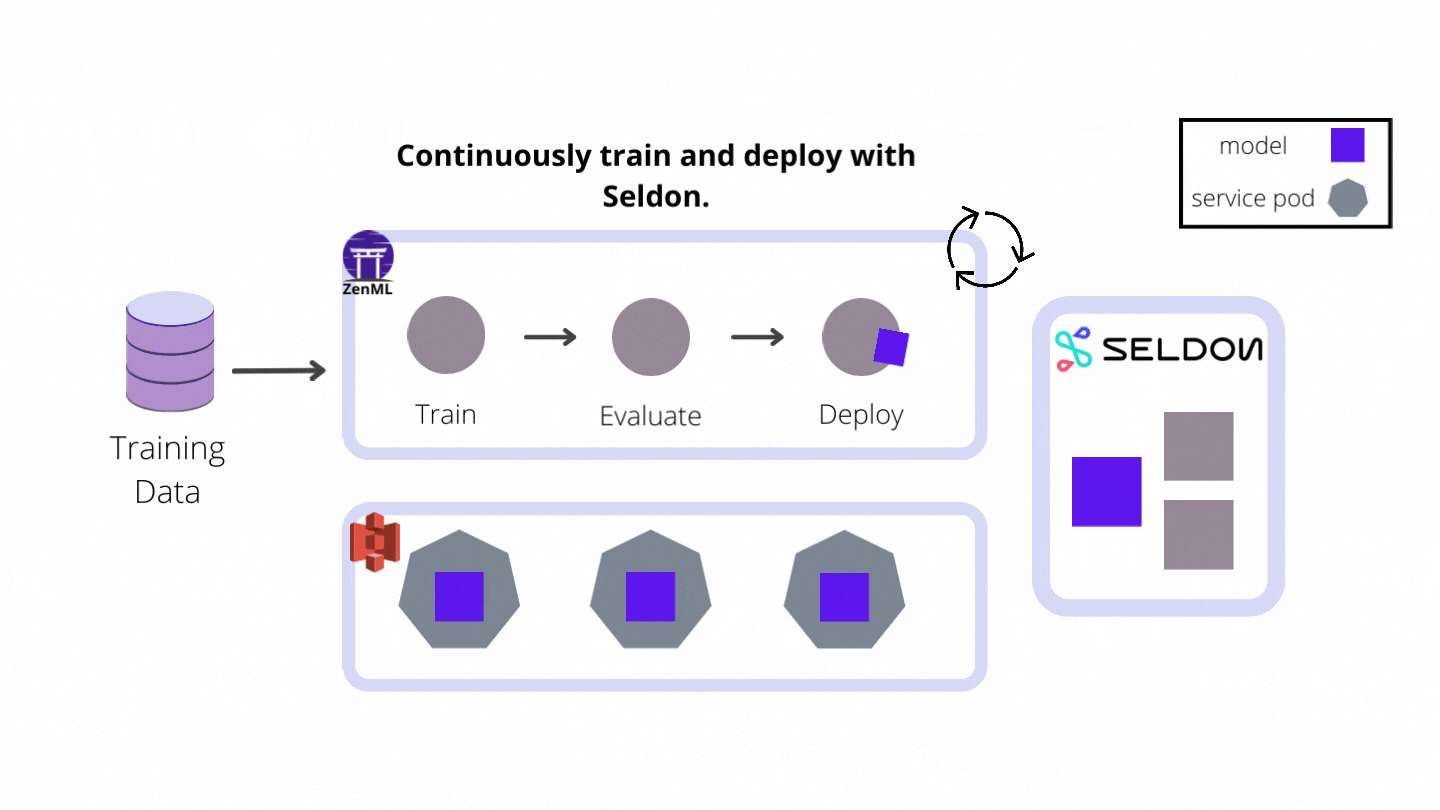 Continuously train and deploy with
Seldon.
model
service pod
ZenML
Train
Evaluate
Deploy
Training
Data
SELDON